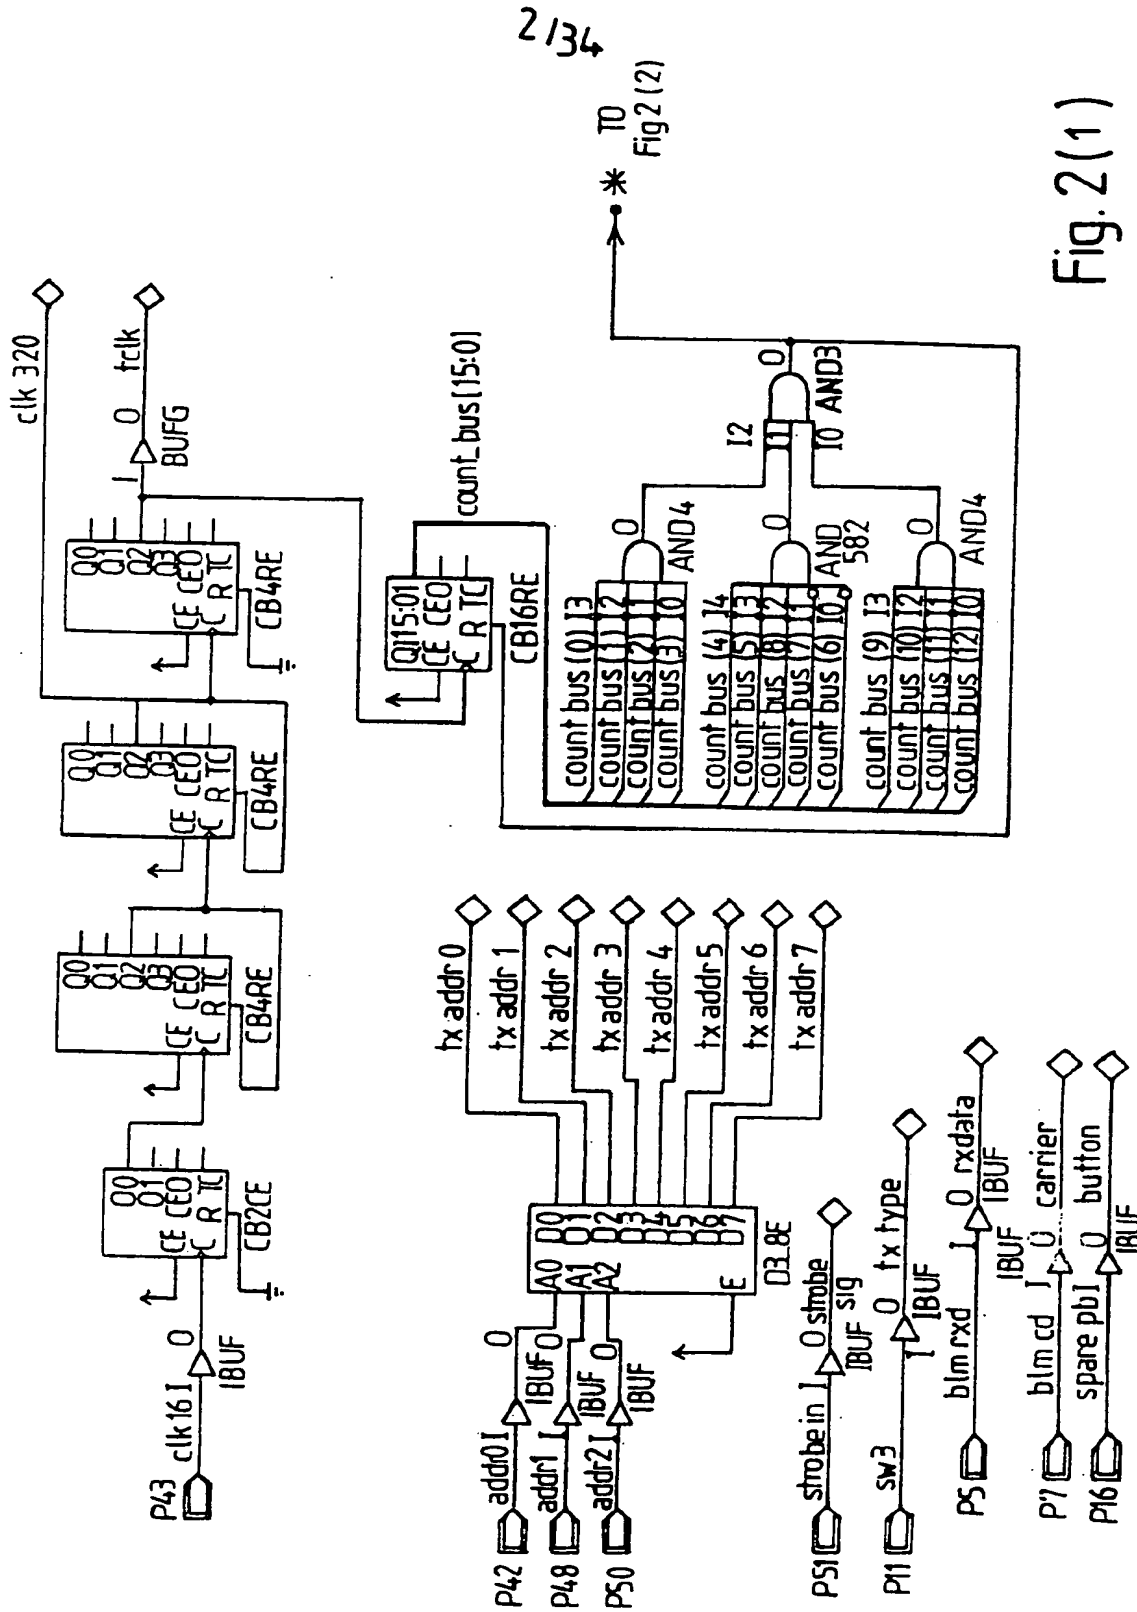 2/34
clk 320
P43
clk16 I
O
IBUF
Q0
Q1
CE CEO
C R TC
CB2CE
Q0
Q1
Q2
Q3
CE CEO
C R TC
CB4RE
Q0
Q1
Q2
Q3
CE CEO
C R TC
CB4RE
Q0
Q1
Q2
Q3
CE CEO
C R TC
CB4RE
I O tclk
BUFG
Q[15:0]
CE CEO
C R TC
CB16RE
count_bus[15:0]
count bus (0) I3
count bus (1) I2
count bus (2) I1
count bus (3) I0
O
AND4
count bus (4) I4
count bus (5) I3
count bus (8) I2
count bus (7) I1
count bus (6) I0
O
AND
5B2
count bus (9) I3
count bus (10) I2
count bus (11) I1
count bus (12) I0
O
AND4
I2
I1
I0
O
AND3
TO
Fig 2 (2)
P42
addr0 I
O
IBUF
P48
addr1 I
O
IBUF
P50
addr2 I
O
IBUF
A0
A1
A2
E
D0
D1
D2
D3
D4
D5
D6
D7
D3_8E
tx addr 0
tx addr 1
tx addr 2
tx addr 3
tx addr 4
tx addr 5
tx addr 6
tx addr 7
P51
strobe in I
O strobe
sig
IBUF
P11
sw3
I
O tx type
IBUF
P5
blm rxd I
O rxdata
IBUF
P7
blm cd I
O carrier
IBUF
P16
spare pb I
O button
IBUF
Fig. 2 (1)